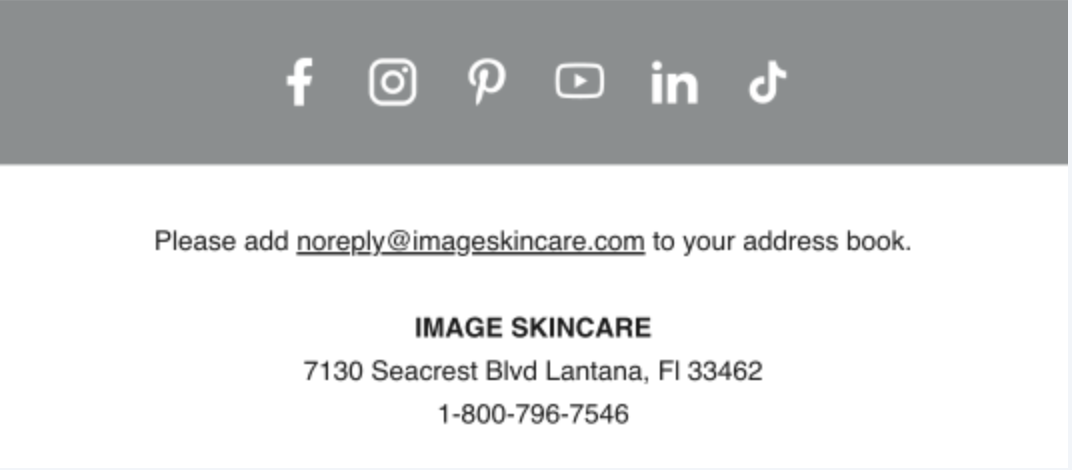 Please add noreply@imageskincare.com to your address book.
IMAGE SKINCARE
7130 Seacrest Blvd Lantana, Fl 33462
1-800-796-7546